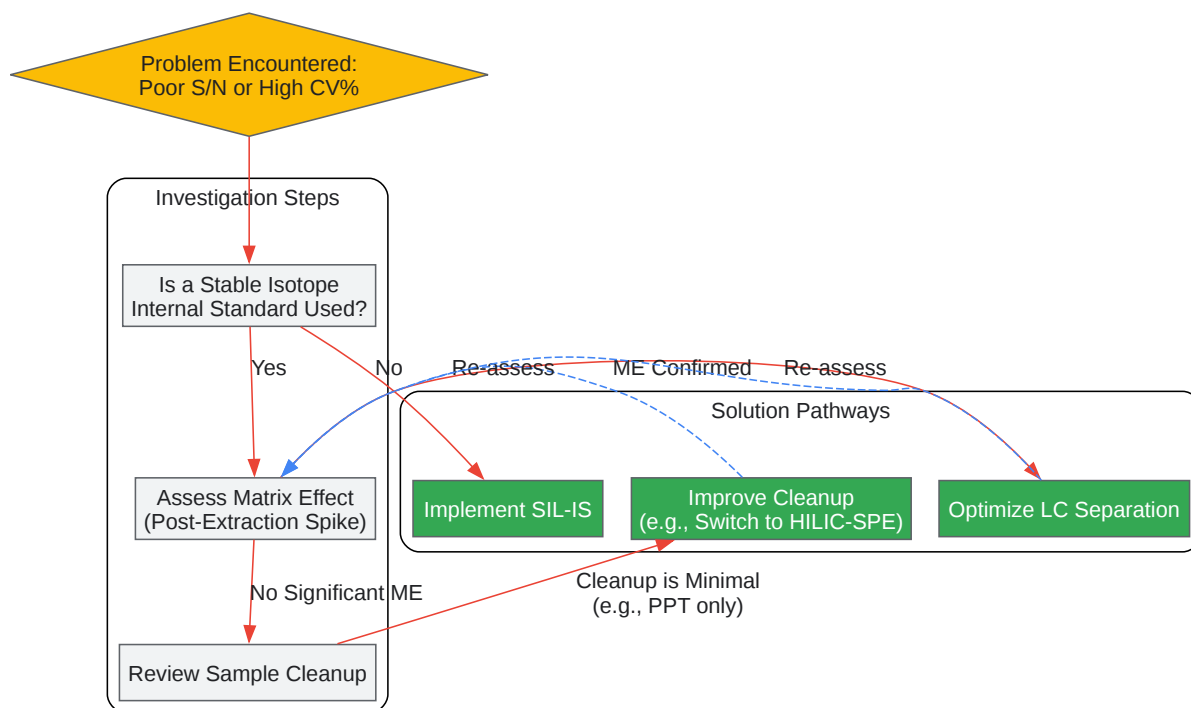 Problem Encountered:
Poor S/N or High CV%
Investigation Steps
Is a Stable Isotope
Internal Standard Used?
Yes
No
Re-assess
ME Confirmed
Re-assess
Solution Pathways
Assess Matrix Effect
(Post-Extraction Spike)
Implement SIL-IS
Improve Cleanup
(e.g., Switch to HILIC-SPE)
Optimize LC Separation
No Significant ME
Cleanup is Minimal
(e.g., PPT only)
Review Sample Cleanup